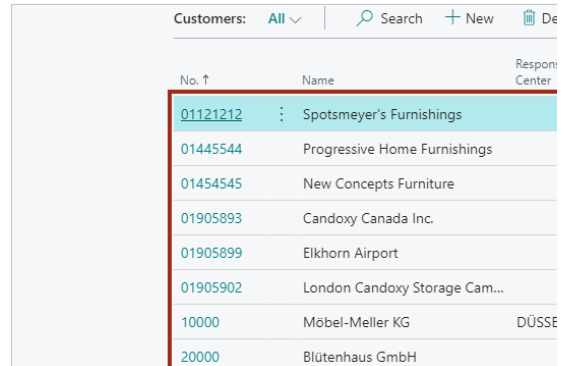 Customers: All Search + New De
Respons
No. ↑ Name Center
01121212 Spotsmeyer's Furnishings
01445544 Progressive Home Furnishings
01454545 New Concepts Furniture
01905893 Candoxy Canada Inc.
01905899 Elkhorn Airport
01905902 London Candoxy Storage Cam...
10000 Möbel-Meller KG DÜSSE
20000 Blütenhaus GmbH